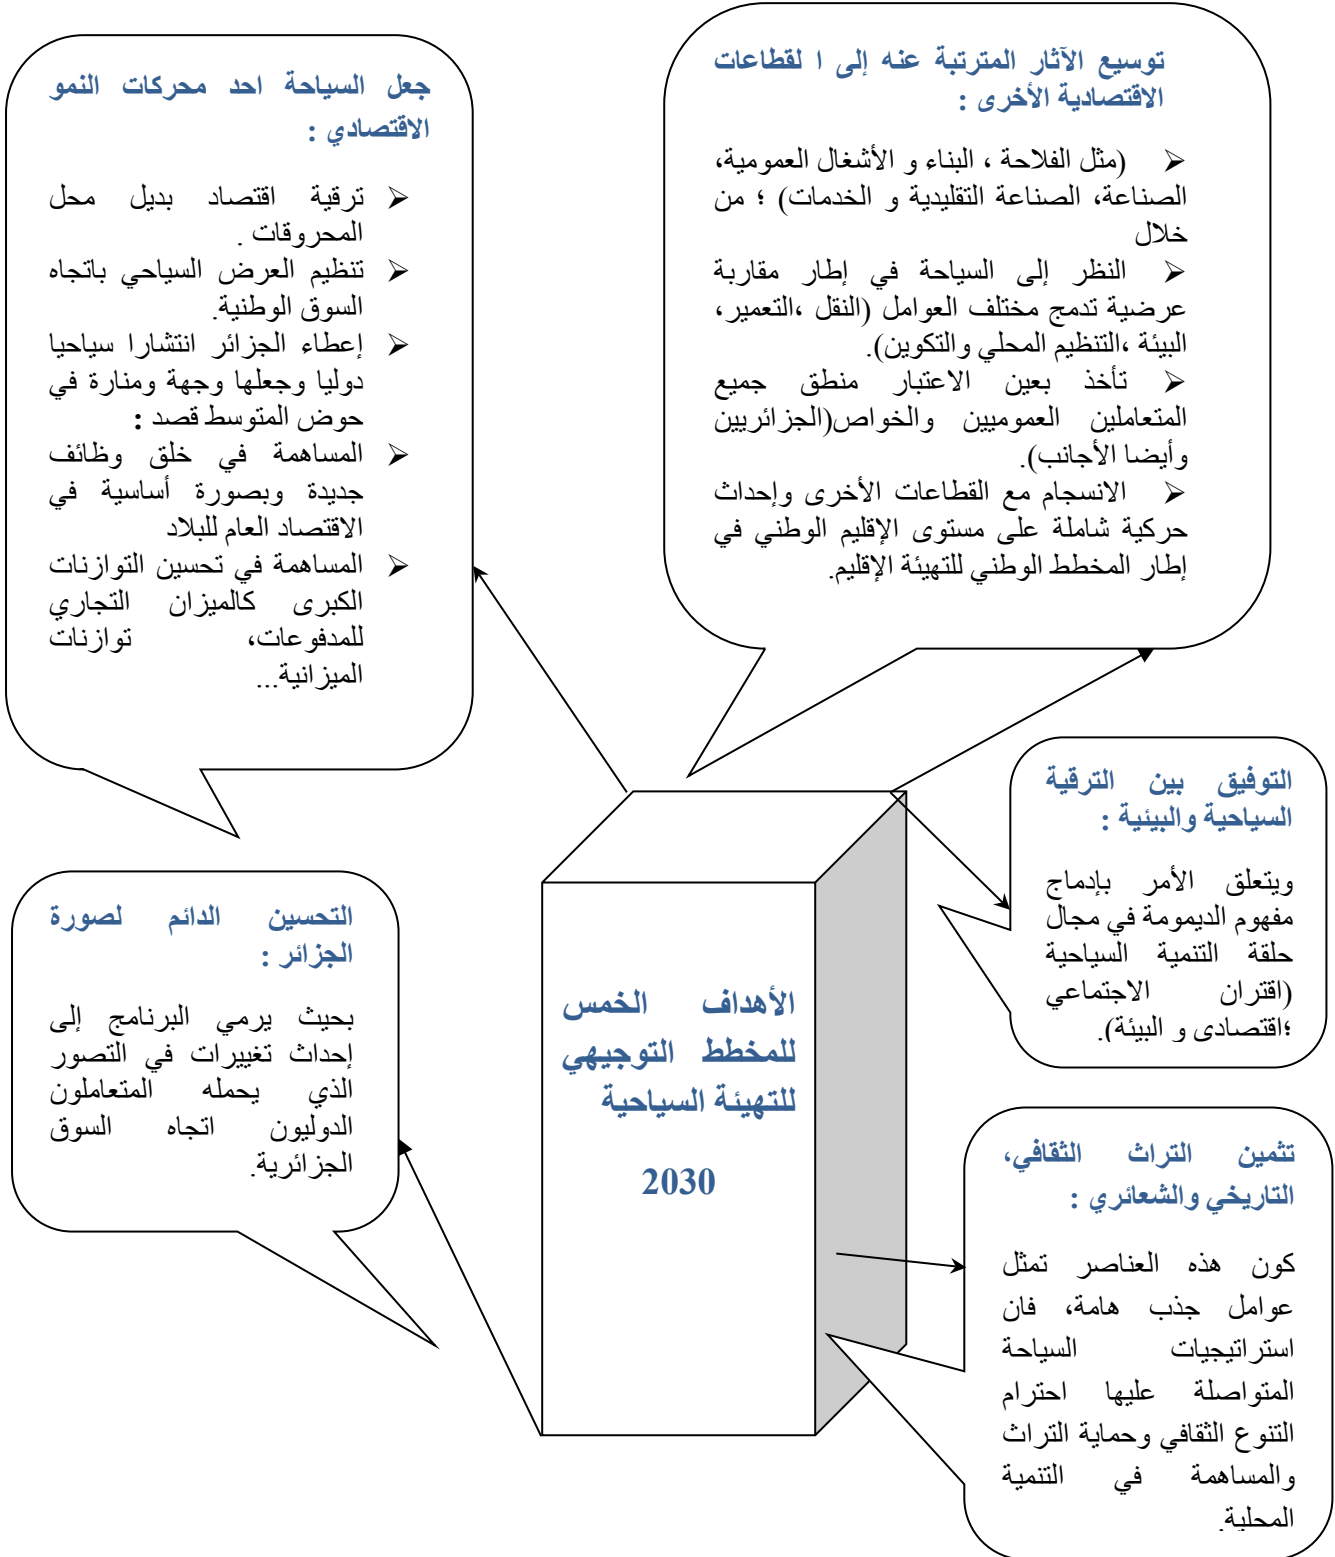 توسيع الآثار المترتبة عنه إلى ا لقطاعات
الاقتصادية الأخرى :
(مثل الفلاحة ، البناء و الأشغال العمومية،
الصناعة، الصناعة التقليدية و الخدمات) ؛ من
خلال
النظر إلى السياحة في إطار مقاربة
عرضية تدمج مختلف العوامل (النقل ،التعمير،
البيئة ،التنظيم المحلي والتكوين).
تأخذ بعين الاعتبار منطق جميع
المتعاملين العموميين والخواص(الجزائريين
وأيضا الأجانب).
الانسجام مع القطاعات الأخرى وإحداث
حركية شاملة على مستوى الإقليم الوطني في
إطار المخطط الوطني للتهيئة الإقليم.
جعل السياحة احد محركات النمو
الاقتصادي :
ترقية اقتصاد بديل محل
المحروقات .
تنظيم العرض السياحي باتجاه
السوق الوطنية.
إعطاء الجزائر انتشارا سياحيا
دوليا وجعلها وجهة ومنارة في
حوض المتوسط قصد :
المساهمة في خلق وظائف
جديدة وبصورة أساسية في
الاقتصاد العام للبلاد
المساهمة في تحسين التوازنات
الكبرى كالميزان التجاري
للمدفوعات، توازنات
الميزانية...
التوفيق بين الترقية
السياحية والبيئية :
ويتعلق الأمر بإدماج
مفهوم الديمومة في مجال
حلقة التنمية السياحية
(اقتران الاجتماعي
؛اقتصادى و البيئة).
التحسين الدائم لصورة
الجزائر :
بحيث يرمي البرنامج إلى
إحداث تغييرات في التصور
الذي يحمله المتعاملون
الدوليون اتجاه السوق
الجزائرية.
الأهداف الخمس
للمخطط التوجيهي
للتهيئة السياحية
2030
تثمين التراث الثقافي،
التاريخي والشعائري :
كون هذه العناصر تمثل
عوامل جذب هامة، فان
استراتيجيات السياحة
المتواصلة عليها احترام
التنوع الثقافي وحماية التراث
والمساهمة في التنمية
المحلية.